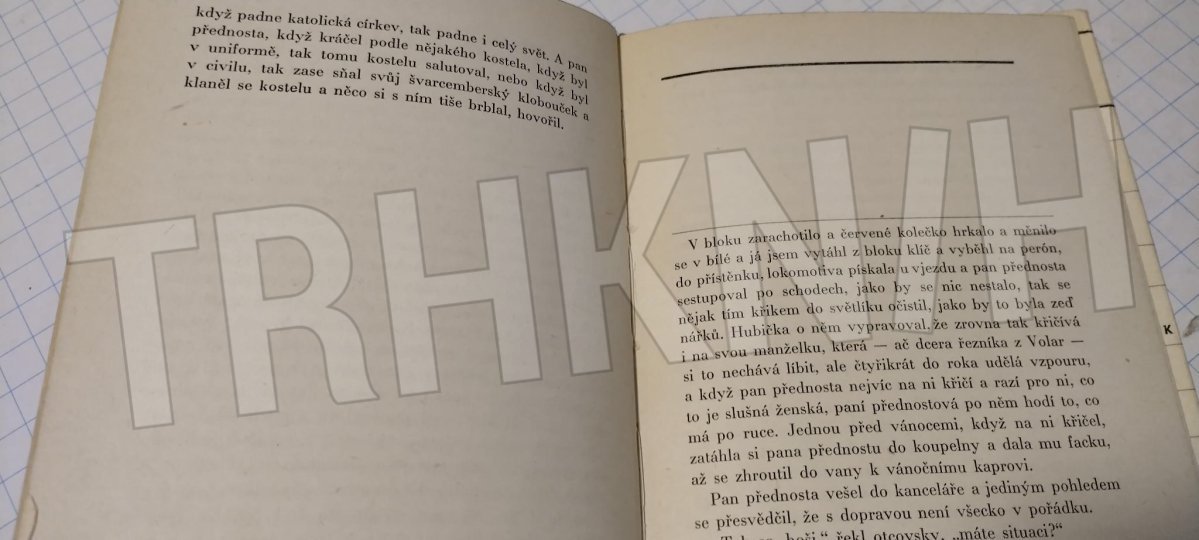 když padne katolická církev, tak padne i celý svět. A pan
přednosta, když kráčel podle nějakého kostela, když byl
v uniformě, tak tomu kostelu salutoval, nebo když byl
v civilu, tak zase sňal svůj švarcemberský klobouček a
klaněl se kostelu a něco si s ním tiše brblal, hovořil.
V bloku zarachotilo a červené kolečko hrkalo a měnilo
se v bílé a já jsem vytáhl z bloku klíč a vyběhl na perón,
do přístěnku, lokomotiva pískala u vjezdu a pan přednosta
sestupoval po schodech, jako by se nic nestalo, tak se
nějak tím křikem do světlíku očistil, jako by to byla zeď
nářků. Hubička o něm vypravoval, že zrovna tak křičívá
i na svou manželku, která — ač dcera řezníka z Volar —
si to nechává líbit, ale čtyřikrát do roka udělá vzpouru,
a když pan přednosta nejvíc na ni křičí a razí pro ni, co
to je slušná ženská, paní přednostová po něm hodí to, co
má po ruce. Jednou před vánocemi, když na ni křičel,
zatáhla si pana přednostu do koupelny a dala mu facku,
až se zhroutil do vany k vánočnímu kaprovi.
Pan přednosta vešel do kanceláře a jediným pohledem
se přesvědčil, že s dopravou není všecko v pořádku.
hoši,“ řekl otcovsky, „máte situaci?“
K
TRHKNIH